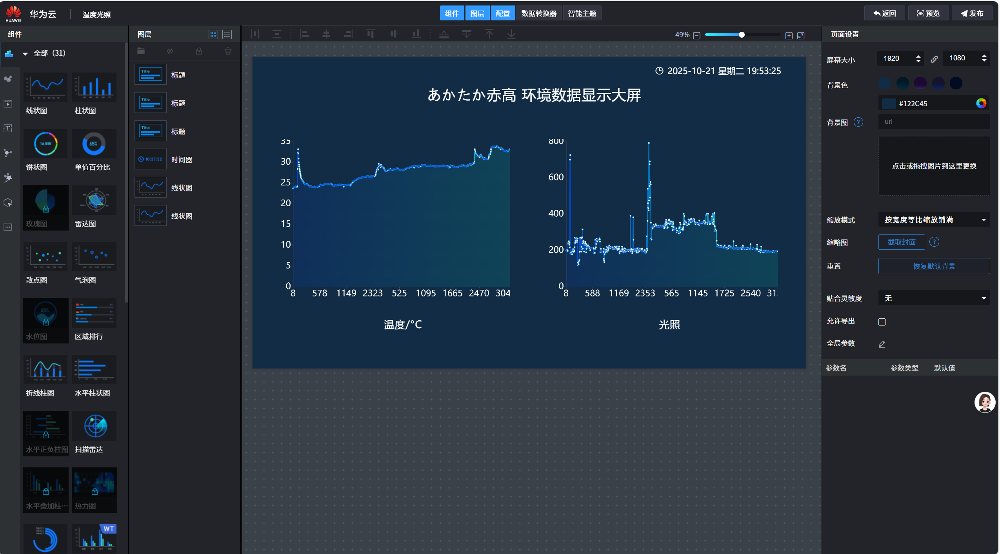 HUAWEI
华为云
温度光照
组件
图层
配置
数据转换器
智能主题
返回
预览
发布
组件
全部（31）
线状图
柱状图
16,888
65%
饼状图
单值百分比
玫瑰图
雷达图
散点图
气泡图
65%
水位图
区域排行
折线柱图
水平柱状图
水平正负柱图
扫描雷达
水平叠加柱…
热力图
WT
图层
Title
标题
Title
标题
Title
标题
16:37:32
时间器
线状图
线状图
49%
2025-10-21 星期二 19:53:25
あかたか赤高 环境数据显示大屏
35
30
25
20
15
10
5
0
8 578 1149 2323 525 1095 1665 2470 304
温度/°C
800
600
400
200
0
8 588 1169 2353 565 1145 1725 2540 31
光照
页面设置
屏幕大小
1920
1080
背景色
#122C45
背景图
?
url
点击或拖拽图片到这里更换
缩放模式
按宽度等比缩放铺满
缩略图
截取封面
?
重置
恢复默认背景
贴合灵敏度
无
允许导出
全局参数
参数名 参数类型 默认值